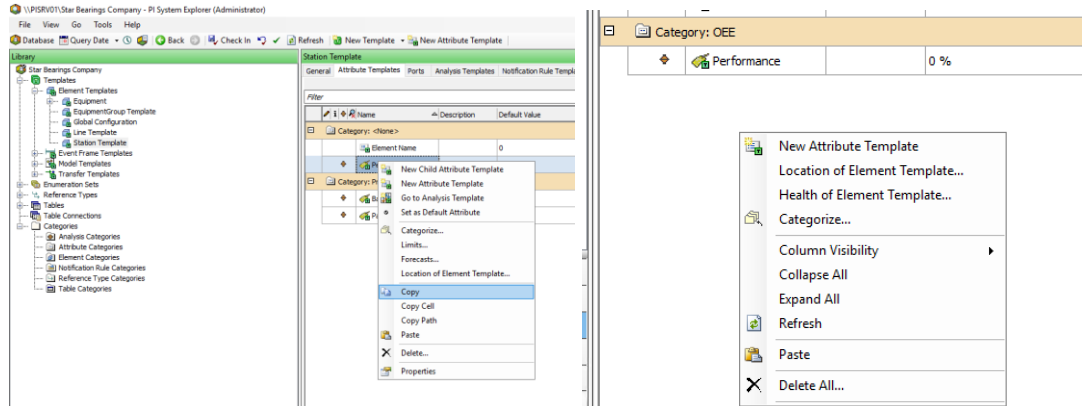 \\PISRV01\Star Bearings Company - PI System Explorer (Administrator)
File View Go Tools Help
Database Query Date Back Check In Refresh New Template New Attribute Template
Library
Star Bearings Company
Templates
Element Templates
Equipment
EquipmentGroup Template
Global Configuration
Line Template
Station Template
Event Frame Templates
Model Templates
Transfer Templates
Enumeration Sets
Reference Types
Tables
Table Connections
Categories
Analysis Categories
Attribute Categories
Element Categories
Notification Rule Categories
Reference Type Categories
Table Categories
Station Template
General Attribute Templates Ports Analysis Templates Notification Rule Templa
Filter
Name Description Default Value
Category: <None>
Element Name 0
Category: Pr
New Child Attribute Template
New Attribute Template
Go to Analysis Template
Set as Default Attribute
Categorize...
Limits...
Forecasts...
Location of Element Template...
Copy
Copy Cell
Copy Path
Paste
Delete...
Properties
Category: OEE
Performance 0 %
New Attribute Template
Location of Element Template...
Health of Element Template...
Categorize...
Column Visibility
Collapse All
Expand All
Refresh
Paste
Delete All...